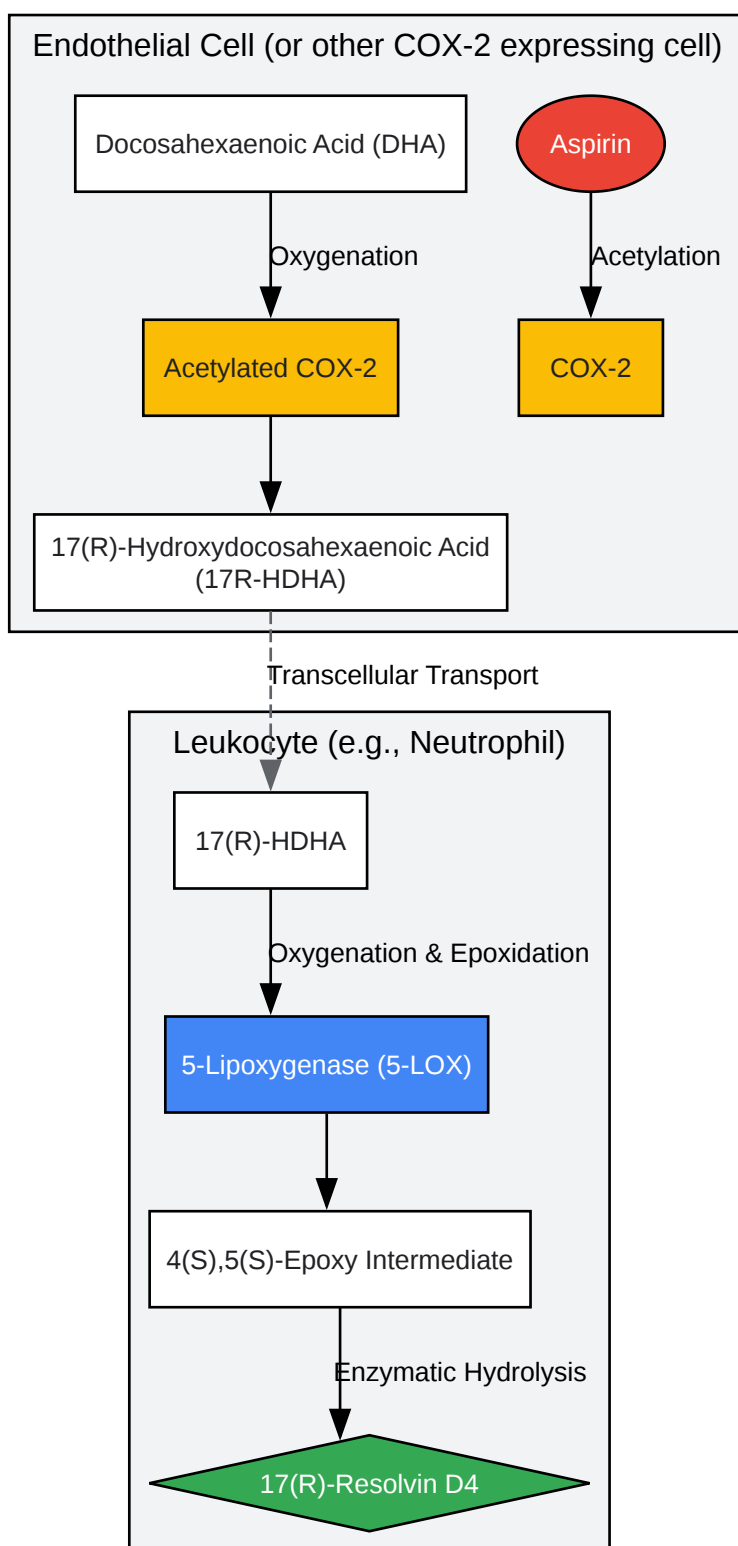 Endothelial Cell (or other COX-2 expressing cell)
Docosahexaenoic Acid (DHA)
Aspirin
Oxygenation
Acetylation
Acetylated COX-2
COX-2
17(R)-Hydroxydocosahexaenoic Acid
(17R-HDHA)
Transcellular Transport
Leukocyte (e.g., Neutrophil)
17(R)-HDHA
Oxygenation & Epoxidation
5-Lipoxygenase (5-LOX)
4(S),5(S)-Epoxy Intermediate
Enzymatic Hydrolysis
17(R)-Resolvin D4